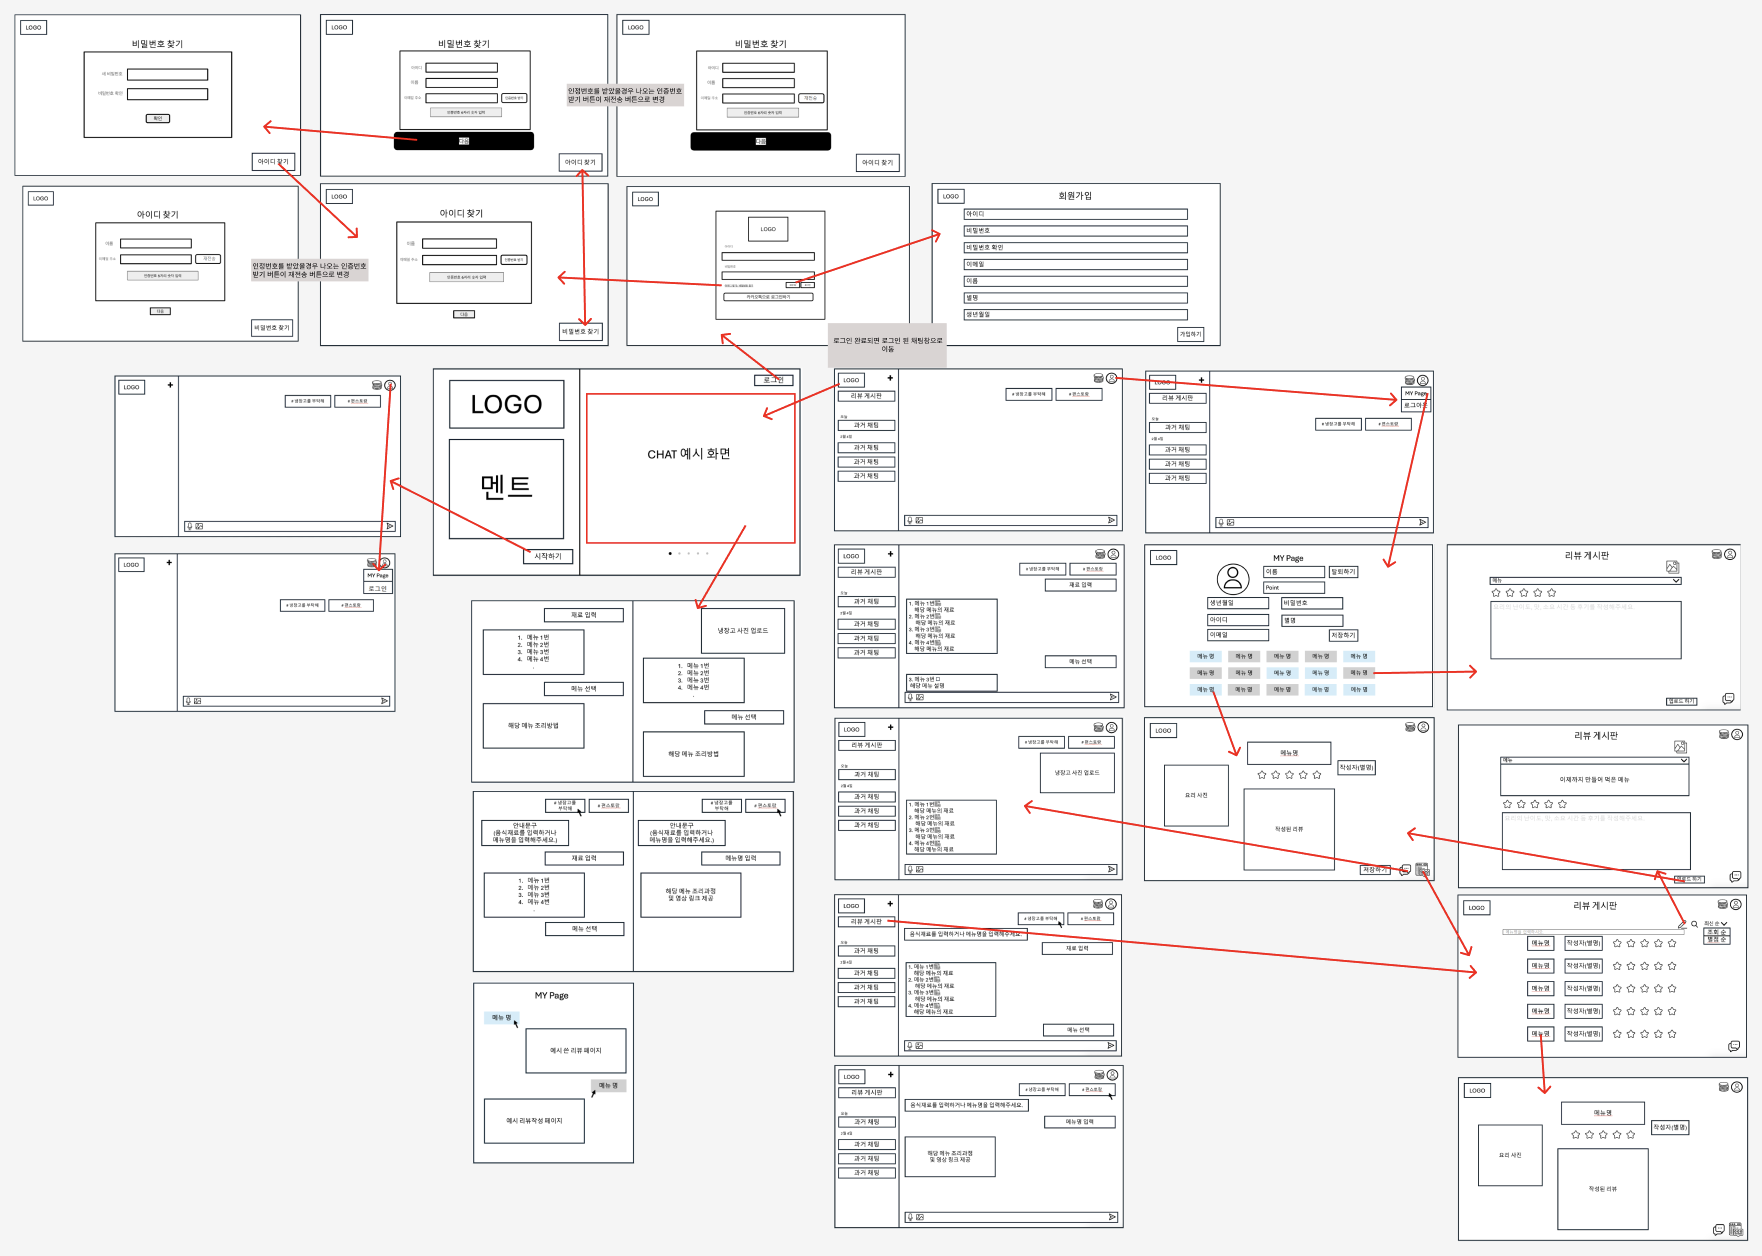 LOGO
비밀번호 찾기
새 비밀번호
비밀번호 확인
확인
아이디 찾기
LOGO
비밀번호 찾기
아이디
이름
이메일 주소
인증번호 받기
인증번호 6자리 숫자 입력
다음
아이디 찾기
LOGO
비밀번호 찾기
아이디
이름
이메일 주소
재전송
인증번호 6자리 숫자 입력
다음
아이디 찾기
인점번호를 받았을경우 나오는 인증번호
받기 버튼이 재전송 버튼으로 변경
LOGO
아이디 찾기
이름
이메일 주소
재전송
인증번호 6자리 숫자 입력
다음
비밀번호 찾기
인정번호를 받았을경우 나오는 인증번호
받기 버튼이 재전송 버튼으로 변경
LOGO
아이디 찾기
이름
이메일 주소
인증번호 받기
인증번호 6자리 숫자 입력
다음
비밀번호 찾기
LOGO
LOGO
아이디
비밀번호
카카오톡으로 로그인하기
LOGO
회원가입
아이디
비밀번호
비밀번호 확인
이메일
이름
별명
생년월일
가입하기
로그인 완료되면 로그인 된 채팅창으로
이동
LOGO
+
# 냉장고를 부탁해
# 편스토랑
LOGO
+
MY Page
로그인
# 냉장고를 부탁해
# 편스토랑
LOGO
멘트
로그인
CHAT 예시 화면
시작하기
재료 입력
1. 메뉴 1번
2. 메뉴 2번
3. 메뉴 3번
4. 메뉴 4번
.
메뉴 선택
해당 메뉴 조리방법
냉장고 사진 업로드
1. 메뉴 1번
2. 메뉴 2번
3. 메뉴 3번
4. 메뉴 4번
.
메뉴 선택
해당 메뉴 조리방법
# 냉장고를
부탁해
# 편스토랑
안내문구
(음식재료를 입력하거나
메뉴명을 입력해주세요.)
재료 입력
1. 메뉴 1번
2. 메뉴 2번
3. 메뉴 3번
4. 메뉴 4번
.
메뉴 선택
# 냉장고를
부탁해
# 편스토랑
안내문구
(음식재료를 입력하거나
메뉴명을 입력해주세요.)
메뉴명 입력
해당 메뉴 조리과정
및 영상 링크 제공
MY Page
메뉴 명
예시 쓴 리뷰 페이지
메뉴 명
예시 리뷰작성 페이지
LOGO
+
리뷰 게시판
오늘
과거 채팅
과거 채팅
과거 채팅
과거 채팅
# 냉장고를 부탁해
# 편스토랑
LOGO
+
리뷰 게시판
오늘
과거 채팅
과거 채팅
과거 채팅
과거 채팅
MY Page
로그아웃
# 냉장고를 부탁해
# 편스토랑
LOGO
+
리뷰 게시판
오늘
과거 채팅
과거 채팅
과거 채팅
과거 채팅
# 냉장고를 부탁해
# 편스토랑
재료 입력
1. 메뉴 1번
해당 메뉴의 재료
2. 메뉴 2번
해당 메뉴의 재료
3. 메뉴 3번
해당 메뉴의 재료
4. 메뉴 4번
해당 메뉴의 재료
메뉴 선택
3. 메뉴 3번
해당 메뉴 설명
LOGO
MY Page
이름
탈퇴하기
Point
생년월일
비밀번호
아이디
별명
이메일
저장하기
메뉴 명 메뉴 명 메뉴 명 메뉴 명 메뉴 명
메뉴 명 메뉴 명 메뉴 명 메뉴 명 메뉴 명
메뉴 명 메뉴 명 메뉴 명 메뉴 명 메뉴 명
리뷰 게시판
메뉴
요리의 난이도, 맛, 소요 시간 등 후기를 작성해주세요.
업로드 하기
LOGO
+
리뷰 게시판
오늘
과거 채팅
과거 채팅
과거 채팅
과거 채팅
# 냉장고를 부탁해
# 편스토랑
냉장고 사진 업로드
1. 메뉴 1번
해당 메뉴의 재료
2. 메뉴 2번
해당 메뉴의 재료
3. 메뉴 3번
해당 메뉴의 재료
4. 메뉴 4번
해당 메뉴의 재료
LOGO
메뉴명
작성자(별명)
요리 사진
작성된 리뷰
저장하기
리뷰 게시판
메뉴
이제까지 만들어 먹은 메뉴
요리의 난이도, 맛, 소요 시간 등 후기를 작성해주세요.
업로드 하기
LOGO
+
리뷰 게시판
오늘
과거 채팅
과거 채팅
과거 채팅
과거 채팅
# 냉장고를 부탁해
# 편스토랑
음식재료를 입력하거나 메뉴명을 입력해주세요.
재료 입력
1. 메뉴 1번
해당 메뉴의 재료
2. 메뉴 2번
해당 메뉴의 재료
3. 메뉴 3번
해당 메뉴의 재료
4. 메뉴 4번
해당 메뉴의 재료
메뉴 선택
LOGO
리뷰 게시판
최신 순
조회 순
별점 순
메뉴명 작성자(별명)
메뉴명 작성자(별명)
메뉴명 작성자(별명)
메뉴명 작성자(별명)
메뉴명 작성자(별명)
LOGO
+
리뷰 게시판
오늘
과거 채팅
과거 채팅
과거 채팅
과거 채팅
# 냉장고를 부탁해
# 편스토랑
음식재료를 입력하거나 메뉴명을 입력해주세요.
메뉴명 입력
해당 메뉴 조리과정
및 영상 링크 제공
LOGO
메뉴명
작성자(별명)
요리 사진
작성된 리뷰